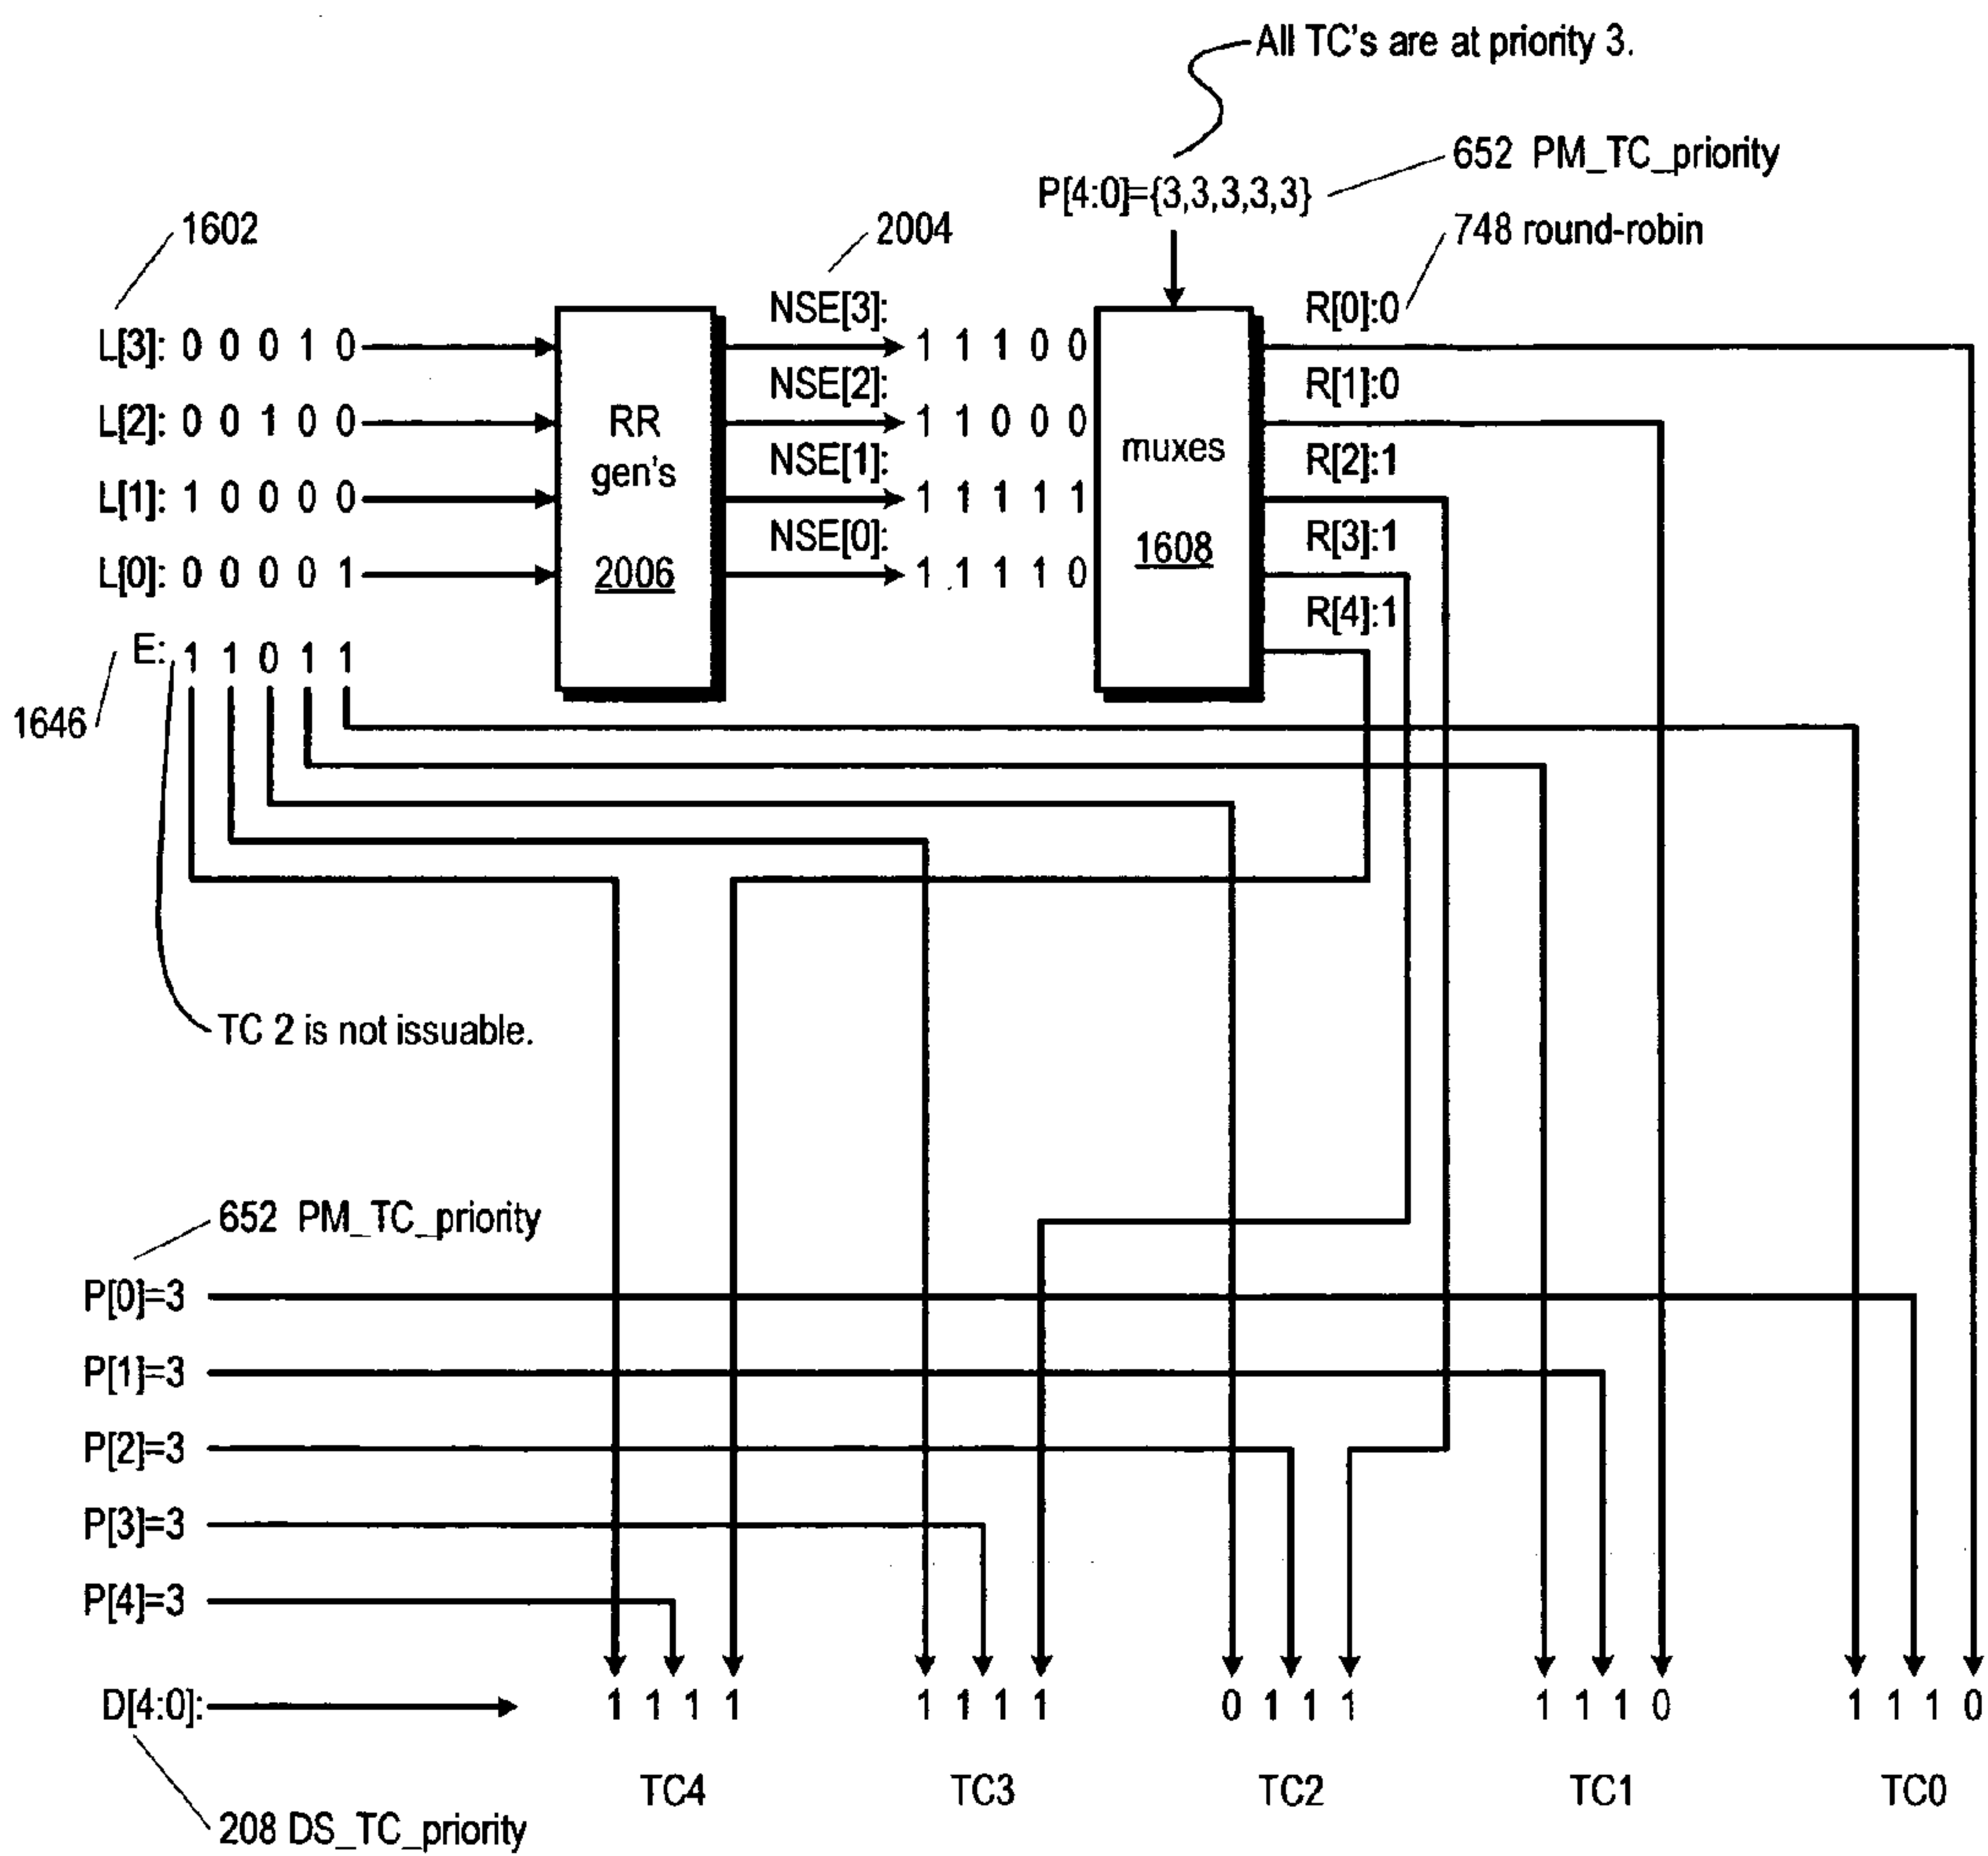 All TC's are at priority 3.
652 PM_TC_priority
P[4:0]={3,3,3,3,3}
1602
2004
748 round-robin
NSE[3]:
R[0]:0
L[3]: 0 0 0 1 0
1 1 1 0 0
NSE[2]:
R[1]:0
L[2]: 0 0 1 0 0
RR
gen's
2006
1 1 0 0 0
muxes
1608
NSE[1]:
R[2]:1
L[1]: 1 0 0 0 0
1 1 1 1 1
NSE[0]:
R[3]:1
L[0]: 0 0 0 0 1
1 1 1 1 0
R[4]:1
E: 1 1 0 1 1
1646
TC 2 is not issuable.
652 PM_TC_priority
P[0]=3
P[1]=3
P[2]=3
P[3]=3
P[4]=3
D[4:0]: 1 1 1 1 1 1 1 1 0 1 1 1 1 1 1 0 1 1 1 0
TC4 TC3 TC2 TC1 TC0
208 DS_TC_priority